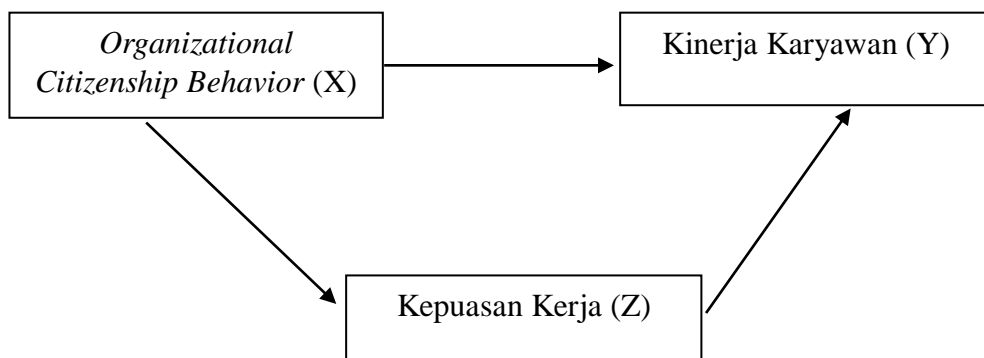 Organizational
Citizenship Behavior (X)
Kinerja Karyawan (Y)
Kepuasan Kerja (Z)